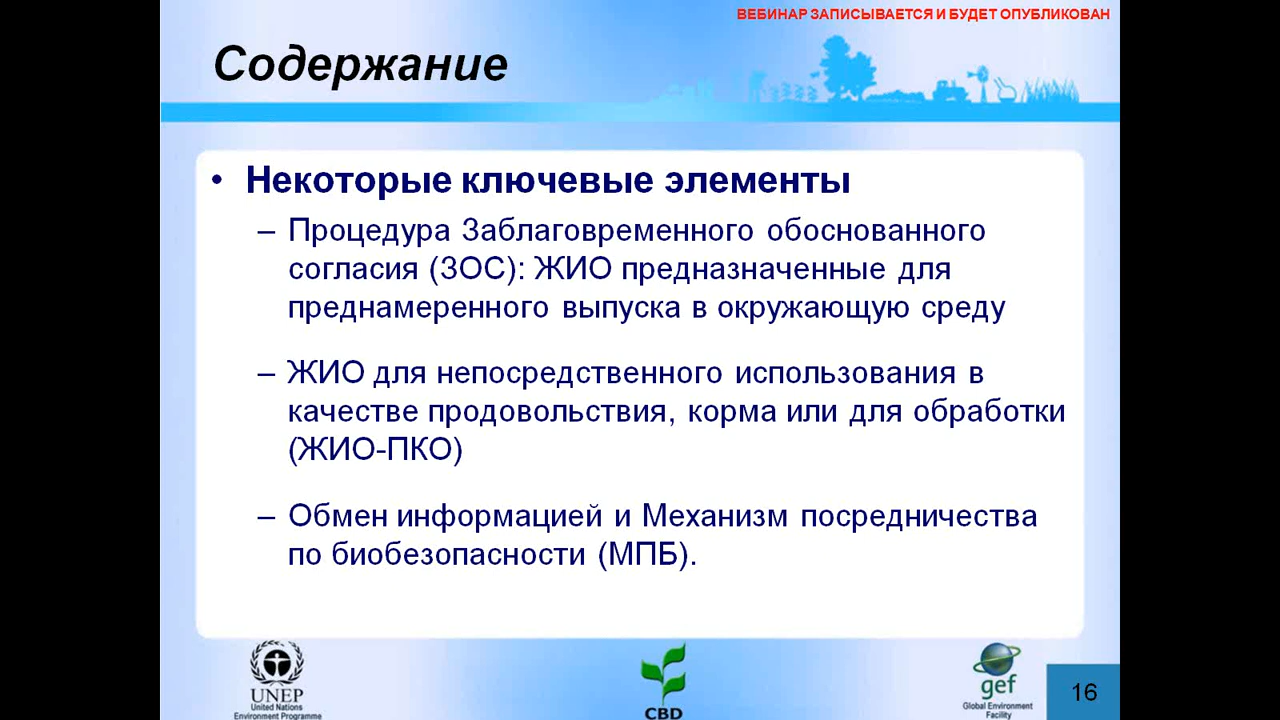 ВЕБИНАР ЗАПИСЫВАЕТСЯ И БУДЕТ ОПУБЛИКОВАН
Содержание
• Некоторые ключевые элементы
– Процедура Заблаговременного обоснованного
согласия (ЗОС): ЖИО предназначенные для
преднамеренного выпуска в окружающую среду
– ЖИО для непосредственного использования в
качестве продовольствия, корма или для обработки
(ЖИО-ПКО)
– Обмен информацией и Механизм посредничества
по биобезопасности (МПБ).
UNEP
United Nations
Environment Programme
CBD
gef
Global Environment
Facility
16